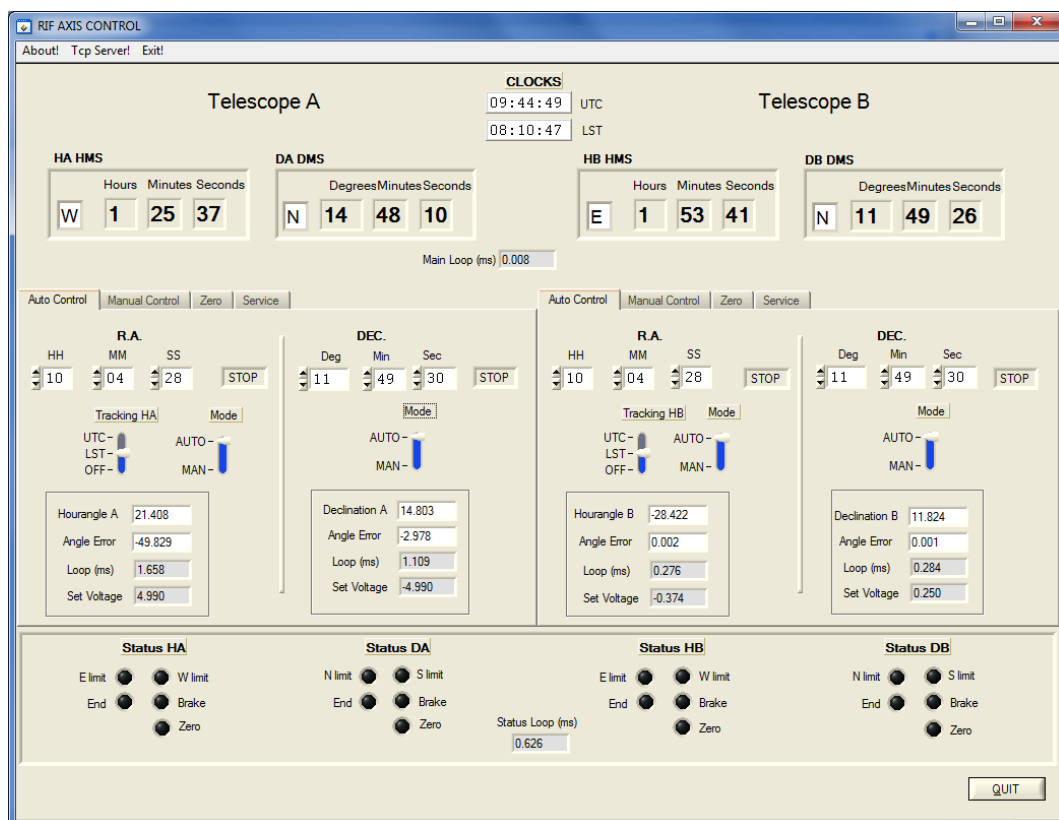 RIF AXIS CONTROL
About! Tcp Server! Exit!
CLOCKS
Telescope A
09:44:49 UTC
Telescope B
08:10:47 LST
HA HMS
DA DMS
HB HMS
DB DMS
Hours Minutes Seconds
Degrees Minutes Seconds
Hours Minutes Seconds
Degrees Minutes Seconds
W 1 25 37
N 14 48 10
E 1 53 41
N 11 49 26
Main Loop (ms) 0.008
Auto Control Manual Control Zero Service
Auto Control Manual Control Zero Service
R.A.
HH MM SS
10 04 28 STOP
Tracking HA Mode
UTC
LST
OFF
AUTO
MAN
Hourangle A 21.408
Angle Error -49.829
Loop (ms) 1.658
Set Voltage 4.990
DEC.
Deg Min Sec
11 49 30 STOP
Mode
AUTO
MAN
Declination A 14.803
Angle Error -2.978
Loop (ms) 1.109
Set Voltage -4.990
R.A.
HH MM SS
10 04 28 STOP
Tracking HB Mode
UTC
LST
OFF
AUTO
MAN
Hourangle B -28.422
Angle Error 0.002
Loop (ms) 0.276
Set Voltage -0.374
DEC.
Deg Min Sec
11 49 30 STOP
Mode
AUTO
MAN
Declination B 11.824
Angle Error 0.001
Loop (ms) 0.284
Set Voltage 0.250
Status HA
E limit W limit
End Brake
Zero
Status DA
N limit S limit
End Brake
Zero
Status Loop (ms)
0.626
Status HB
E limit W limit
End Brake
Zero
Status DB
N limit S limit
End Brake
Zero
QUIT